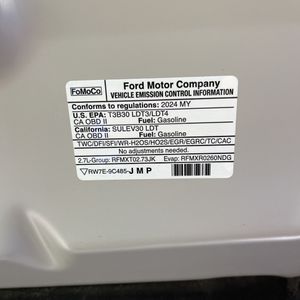 FoMoCo
Ford Motor Company
VEHICLE EMISSION CONTROL INFORMATION
Conforms to regulations: 2024 MY
U.S. EPA: T3B30 LDT3/LDT4
CA OBD II Fuel: Gasoline
California: SULEV30 LDT
CA OBD II Fuel: Gasoline
TWC/DFI/SFI/WR-H2OS/HO2S/EGR/EGRC/TC/CAC
No adjustments needed.
2.7L-Group: RFMXT02.73JK Evap: RFMXR0260NDG
RW7E-9C485-J M P